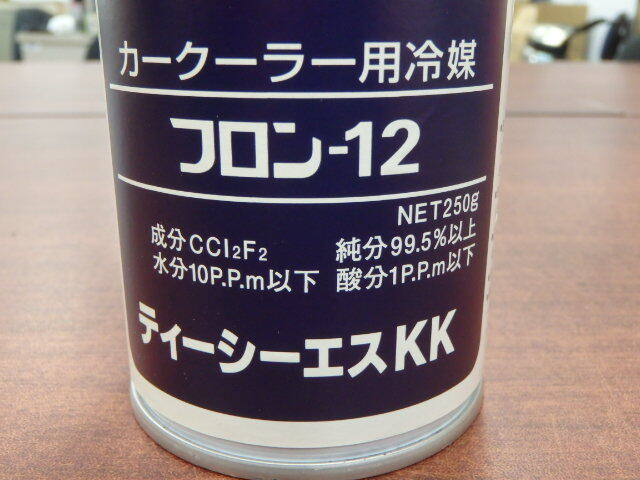 カークーラー用冷媒
フロン-12
NET250g
成分CCl₂F₂ 純分99.5%以上
水分10P.P.m以下 酸分1P.P.m以下
ティーシーエスKK